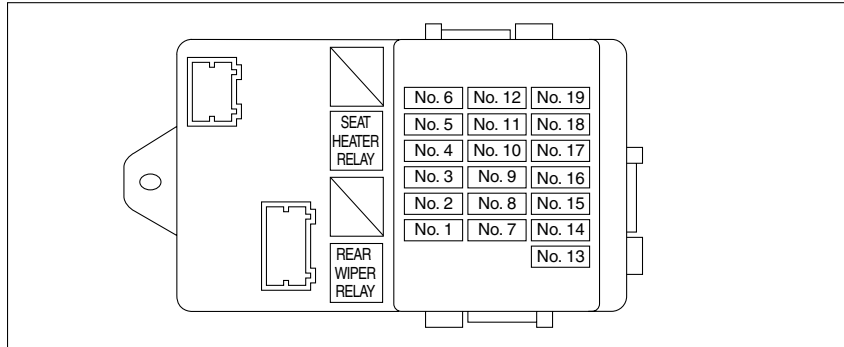 No. 6 No. 12 No. 19
SEAT
HEATER
RELAY
No. 5 No. 11 No. 18
No. 4 No. 10 No. 17
No. 3 No. 9 No. 16
No. 2 No. 8 No. 15
No. 1 No. 7 No. 14
REAR
WIPER
RELAY
No. 13